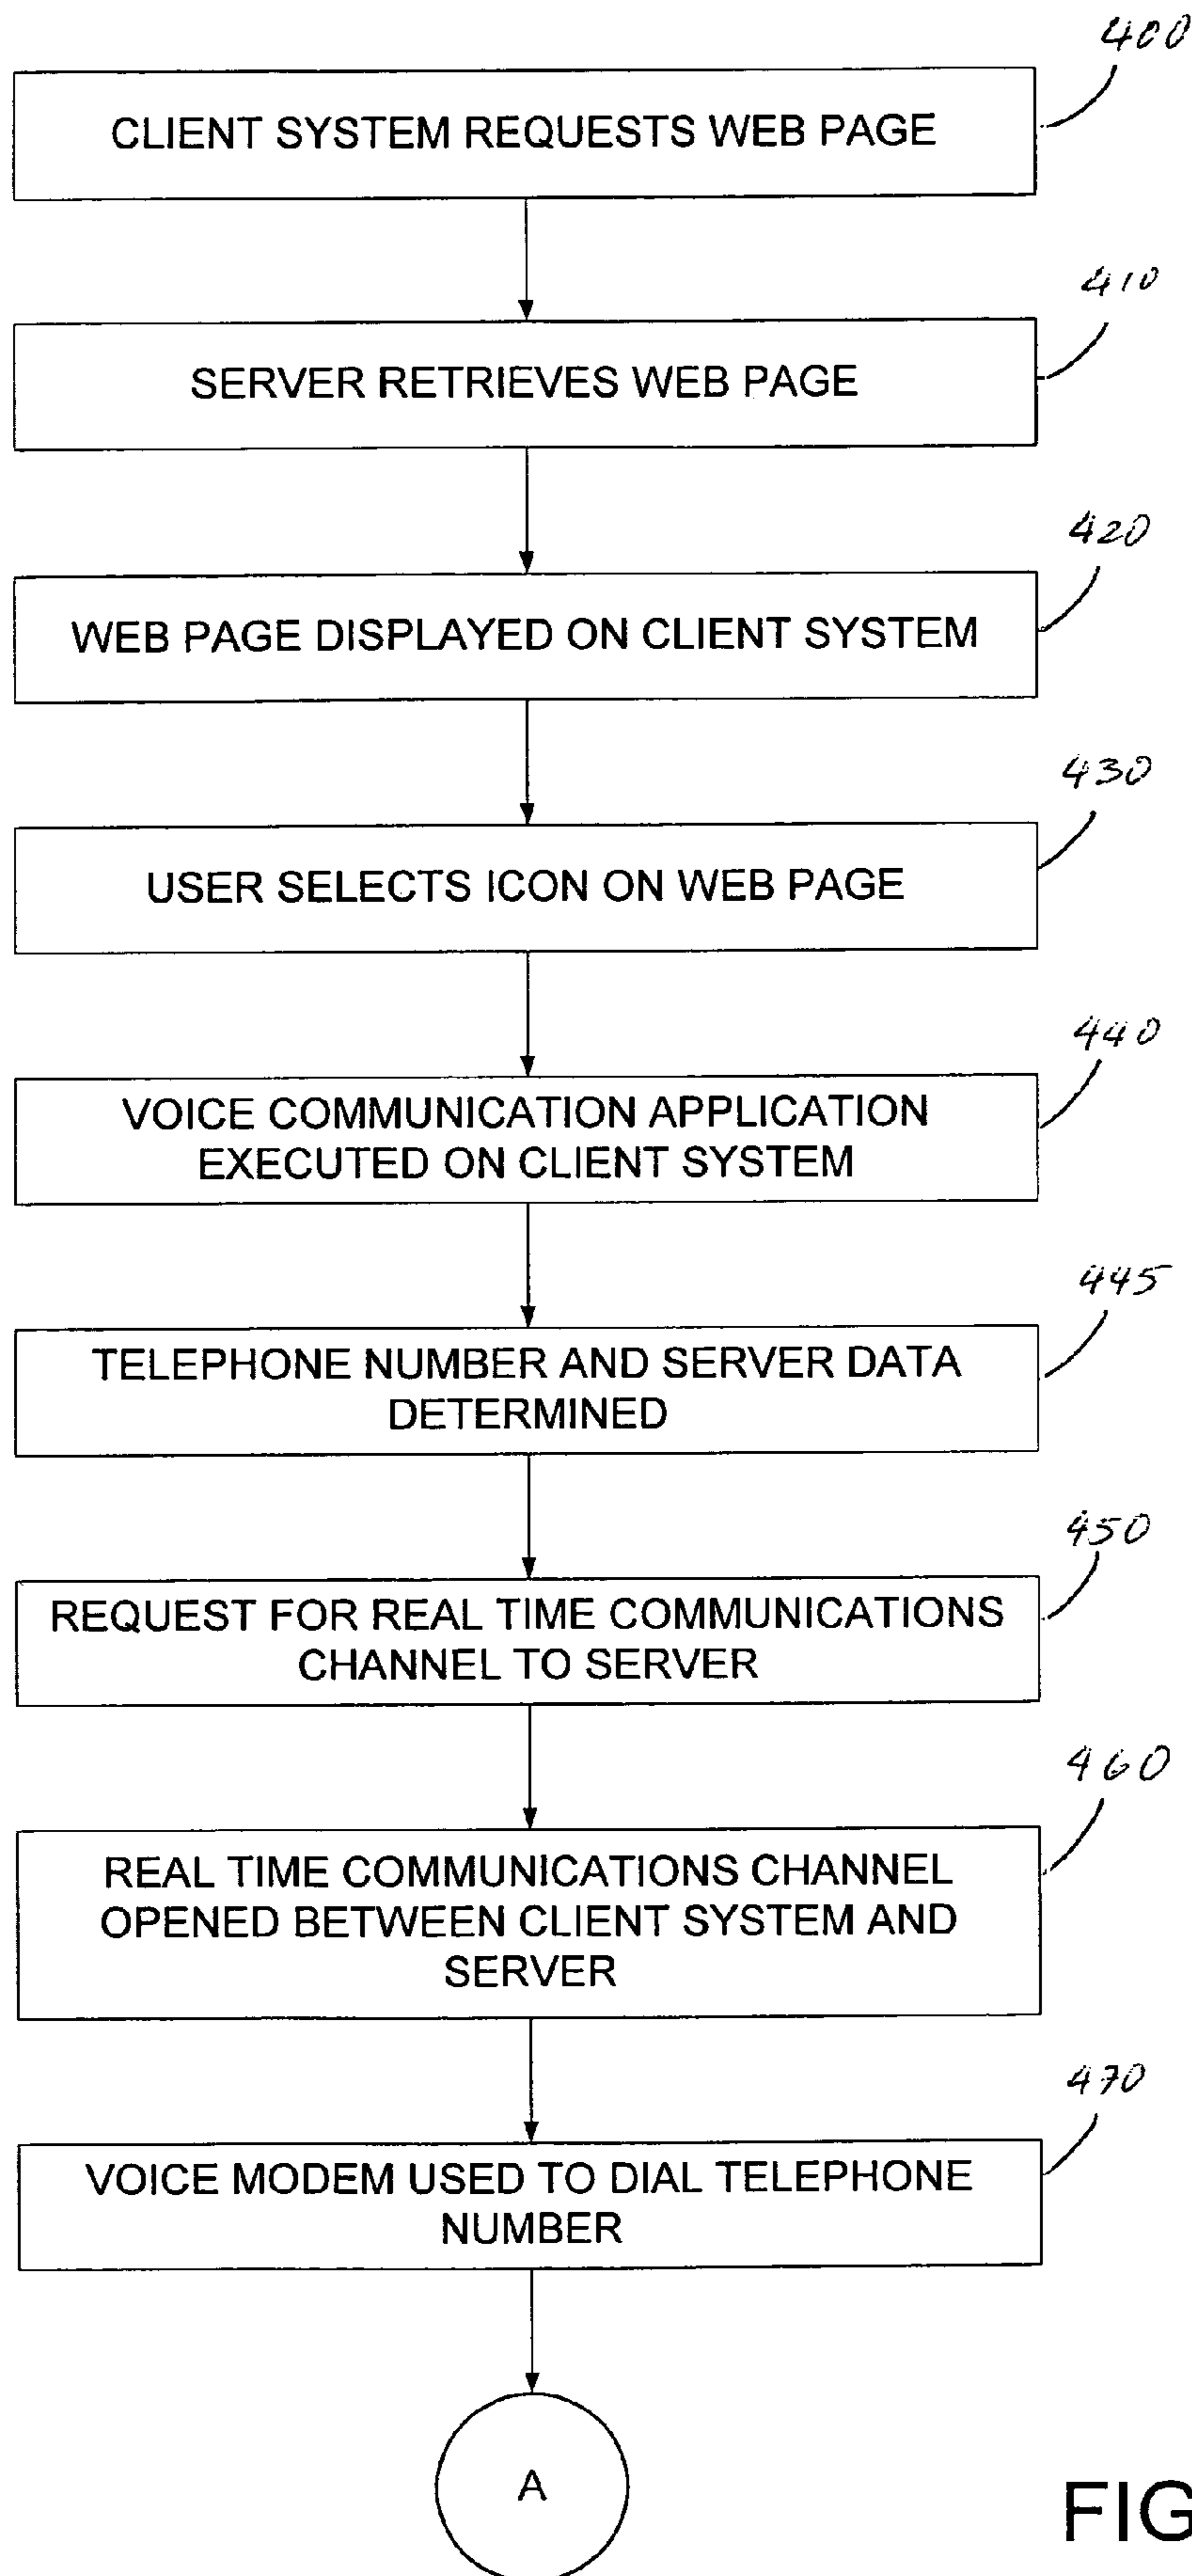 400
CLIENT SYSTEM REQUESTS WEB PAGE
410
SERVER RETRIEVES WEB PAGE
420
WEB PAGE DISPLAYED ON CLIENT SYSTEM
430
USER SELECTS ICON ON WEB PAGE
440
VOICE COMMUNICATION APPLICATION
EXECUTED ON CLIENT SYSTEM
445
TELEPHONE NUMBER AND SERVER DATA
DETERMINED
450
REQUEST FOR REAL TIME COMMUNICATIONS
CHANNEL TO SERVER
460
REAL TIME COMMUNICATIONS CHANNEL
OPENED BETWEEN CLIENT SYSTEM AND
SERVER
470
VOICE MODEM USED TO DIAL TELEPHONE
NUMBER
A
FIG